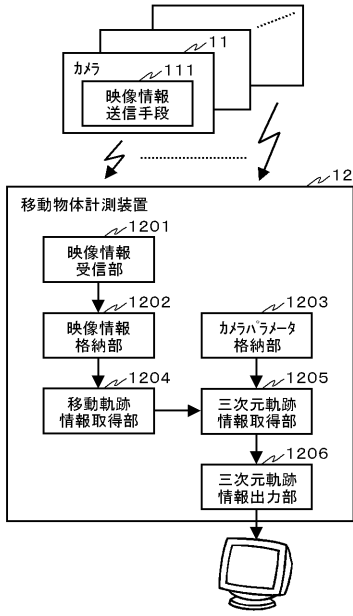 11
カメラ
111
映像情報
送信手段
12
移動物体計測装置
1201
映像情報
受信部
1202
映像情報
格納部
1203
カメラパラメータ
格納部
1204
移動軌跡
情報取得部
1205
三次元軌跡
情報取得部
1206
三次元軌跡
情報出力部